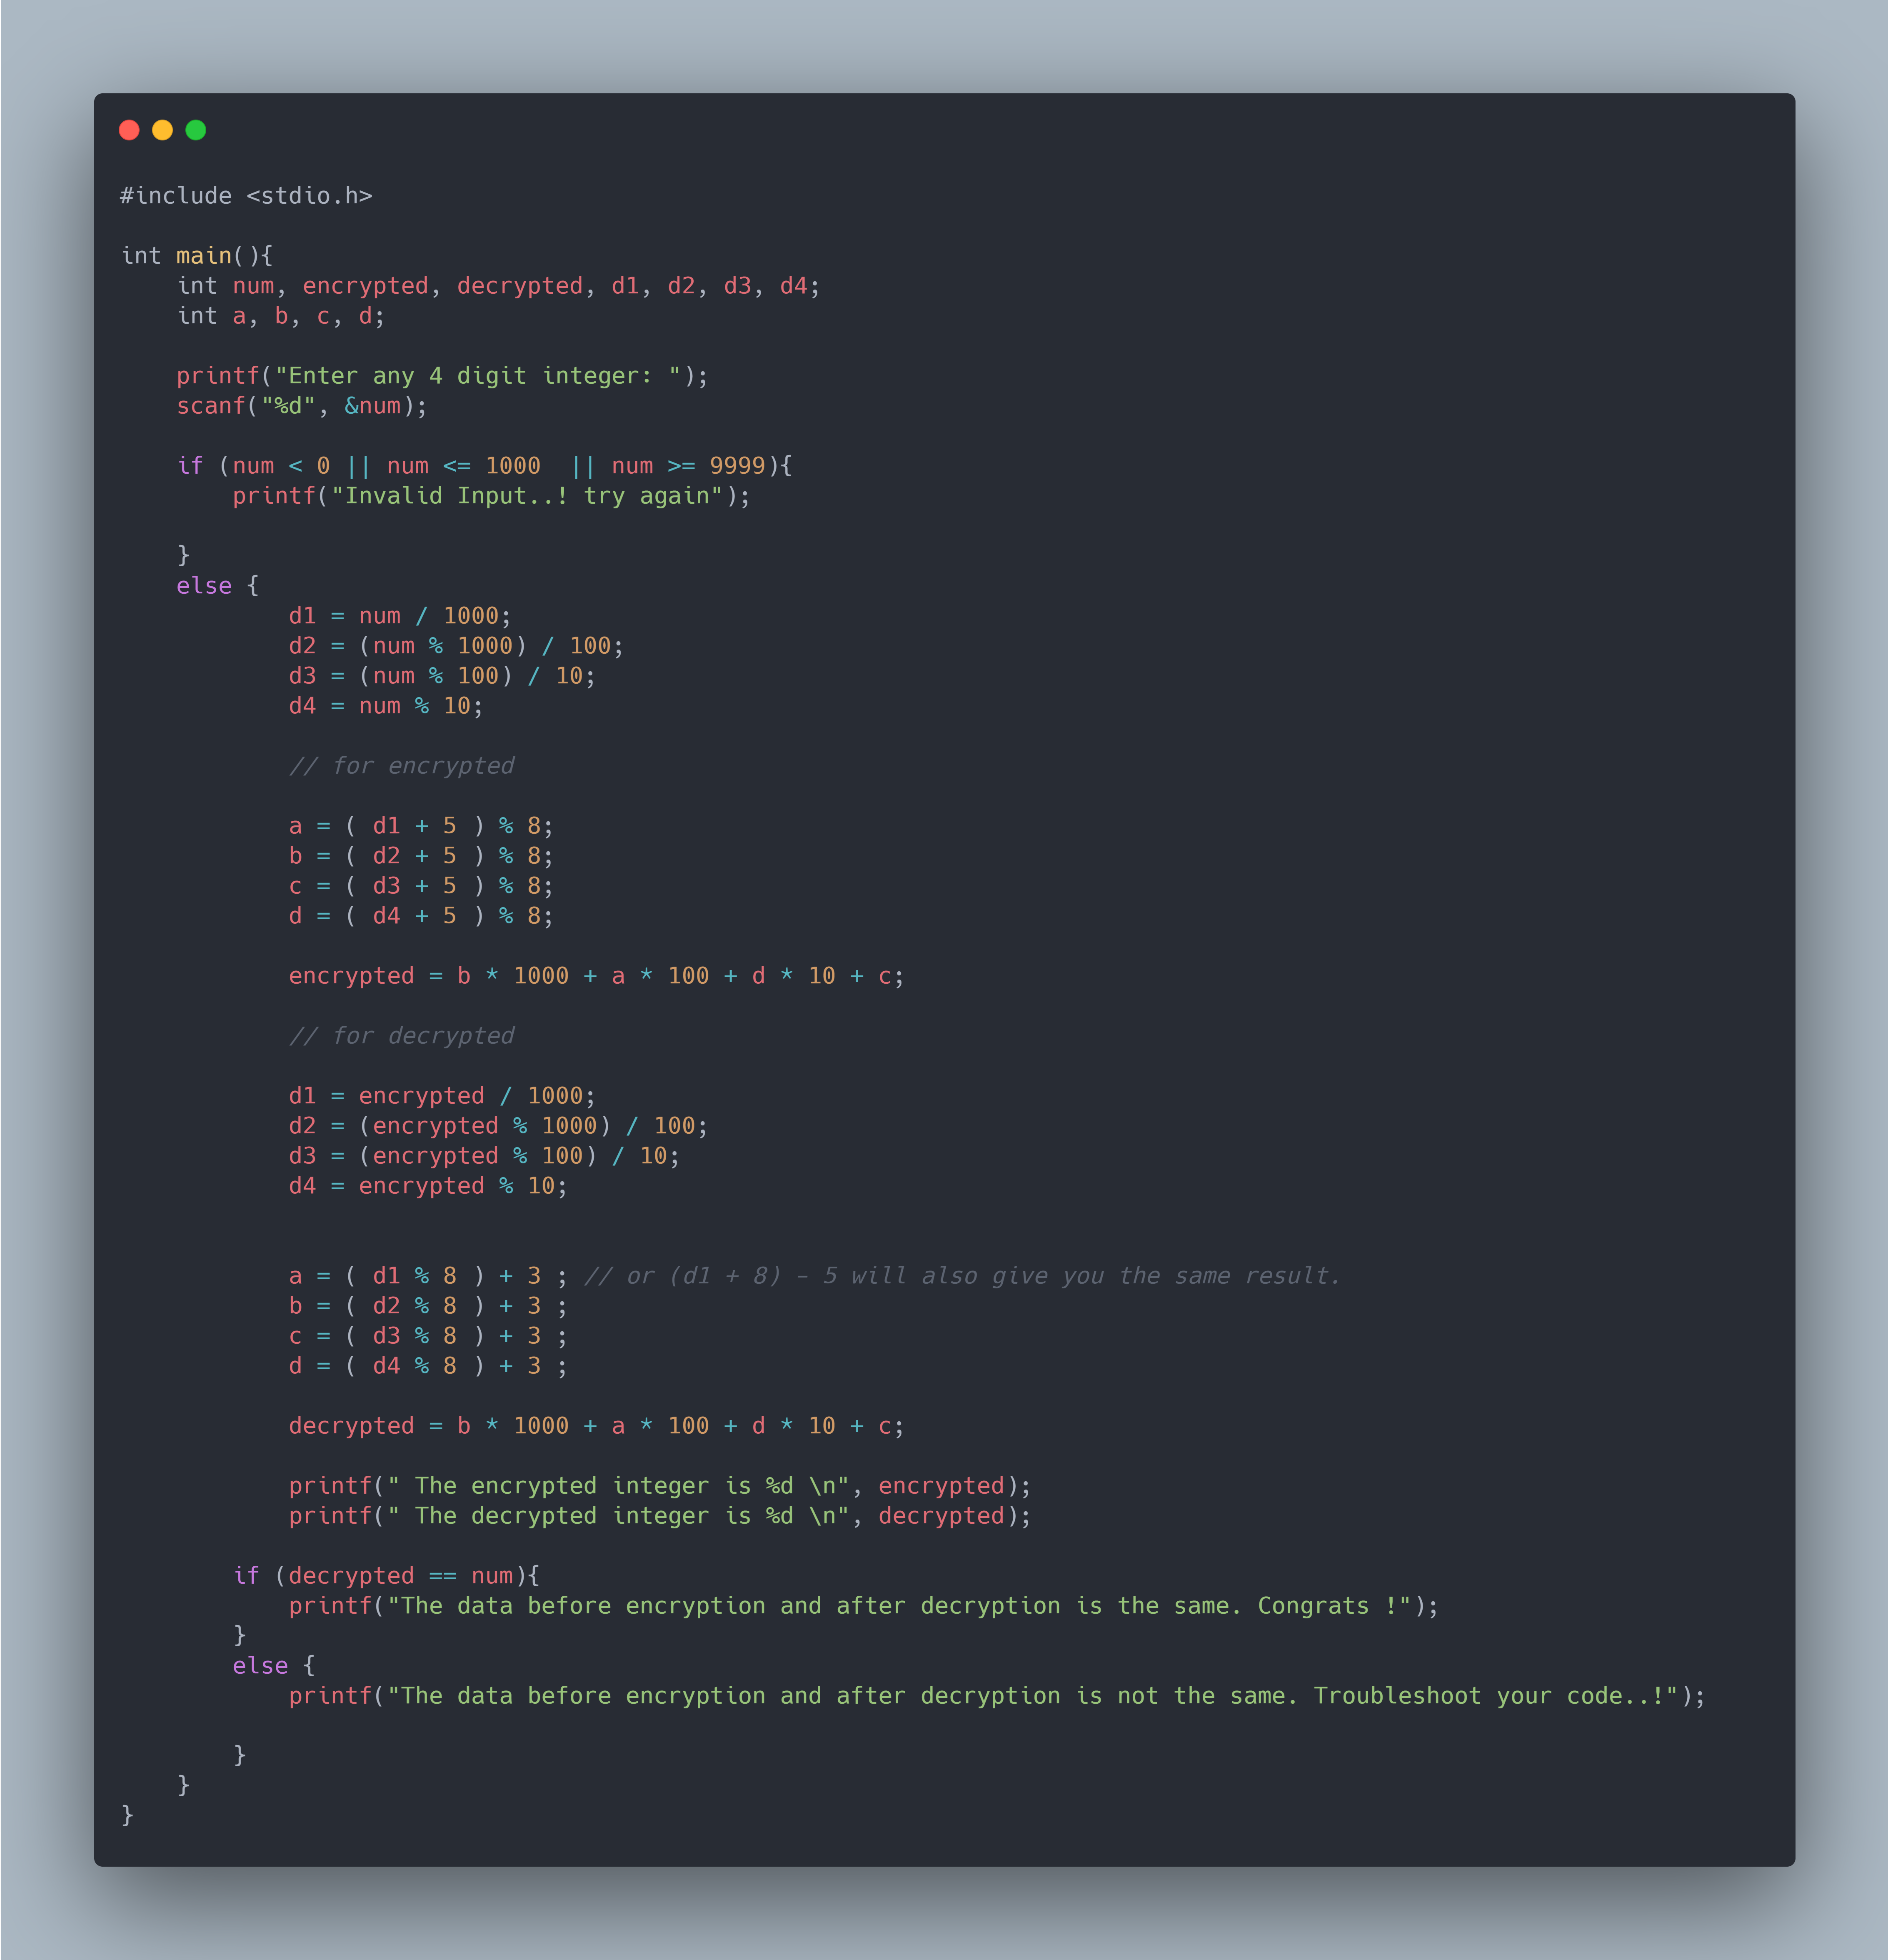 #include <stdio.h>
int main(){
int num, encrypted, decrypted, d1, d2, d3, d4;
int a, b, c, d;
printf("Enter any 4 digit integer: ");
scanf("%d", &num);
if (num < 0 || num <= 1000  || num >= 9999){
printf("Invalid Input..! try again");
}
else {
d1 = num / 1000;
d2 = (num % 1000) / 100;
d3 = (num % 100) / 10;
d4 = num % 10;
// for encrypted
a = ( d1 + 5 ) % 8;
b = ( d2 + 5 ) % 8;
c = ( d3 + 5 ) % 8;
d = ( d4 + 5 ) % 8;
encrypted = b * 1000 + a * 100 + d * 10 + c;
// for decrypted
d1 = encrypted / 1000;
d2 = (encrypted % 1000) / 100;
d3 = (encrypted % 100) / 10;
d4 = encrypted % 10;
a = ( d1 % 8 ) + 3 ; // or (d1 + 8) - 5 will also give you the same result.
b = ( d2 % 8 ) + 3 ;
c = ( d3 % 8 ) + 3 ;
d = ( d4 % 8 ) + 3 ;
decrypted = b * 1000 + a * 100 + d * 10 + c;
printf(" The encrypted integer is %d \n", encrypted);
printf(" The decrypted integer is %d \n", decrypted);
if (decrypted == num){
printf("The data before encryption and after decryption is the same. Congrats !");
}
else {
printf("The data before encryption and after decryption is not the same. Troubleshoot your code..!");
}
}
}